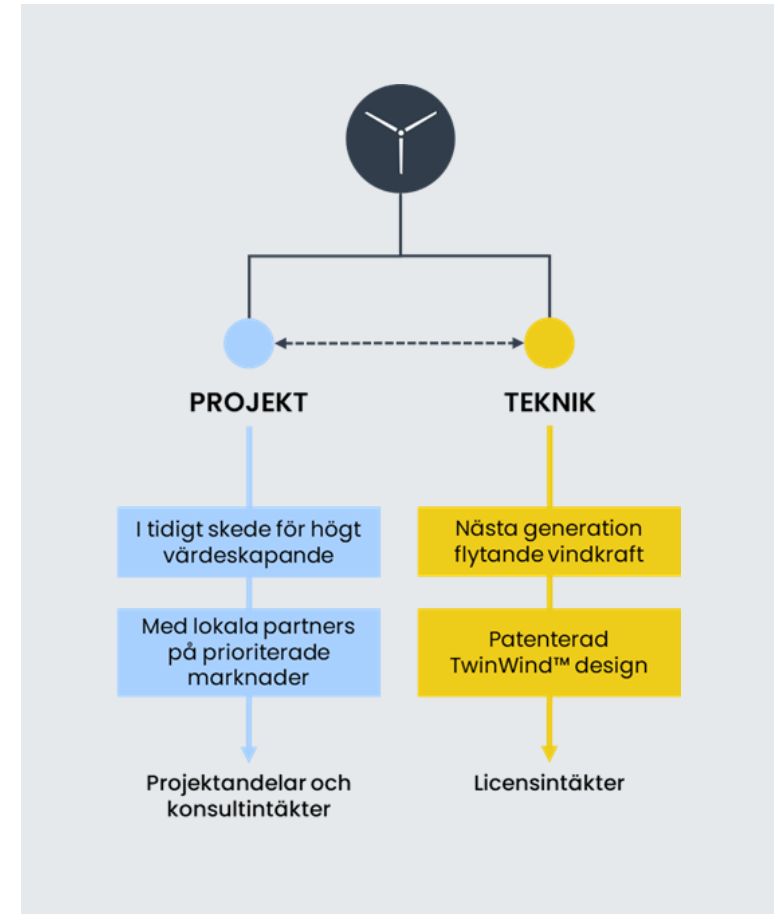 PROJEKT
I tidigt skede för högt
värdeskapande
Med lokala partners
på prioriterade
marknader
Projektandelar och
konsultintäkter
TEKNIK
Nästa generation
flytande vindkraft
Patenterad
TwinWind™ design
Licensintäkter